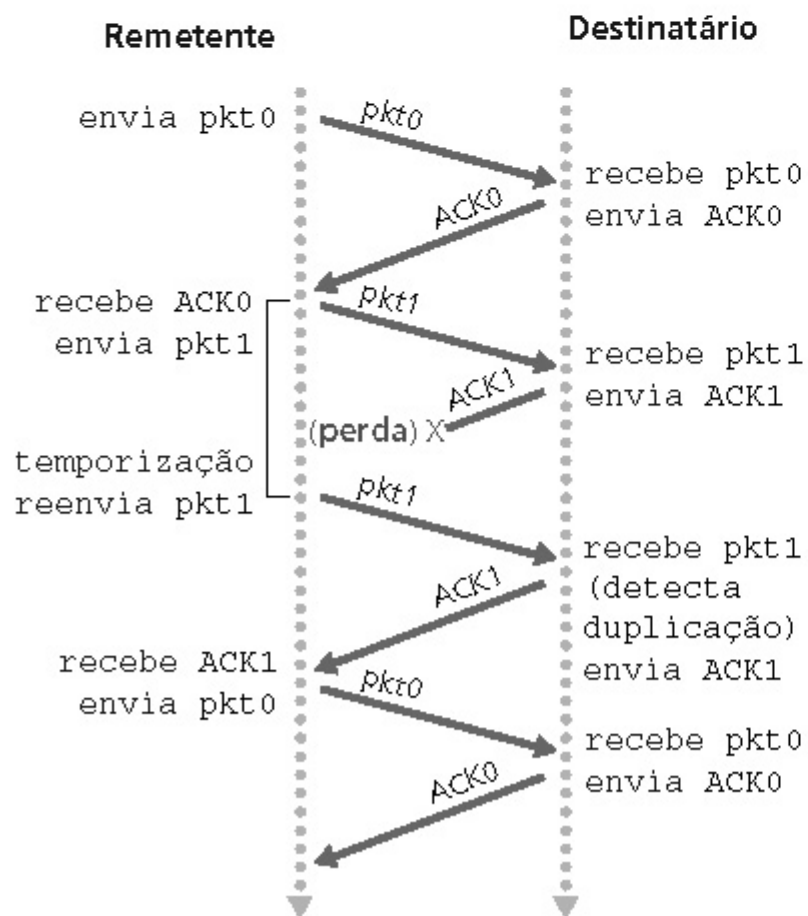 Remetente
Destinatário
envia pkt0
pkt0
recebe pkt0
envia ACK0
ACK0
recebe ACK0
envia pkt1
pkt1
recebe pkt1
envia ACK1
ACK1
(perda) X
temporização
reenvia pkt1
pkt1
recebe pkt1
(detecta
duplicação)
envia ACK1
ACK1
recebe ACK1
envia pkt0
pkt0
recebe pkt0
envia ACK0
ACK0